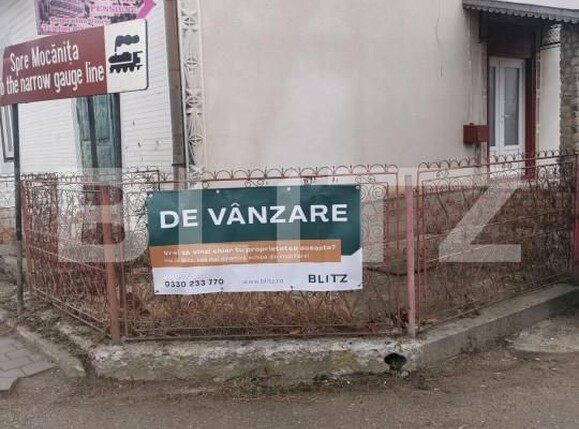 PENSIUNE
Spre Mocănița
o the narrow gauge line
DE VÂNZARE
Vrei să vinzi chiar tu proprietatea aceasta?
0330 233 770
www.blitz.ro
BLITZ
BLITZ